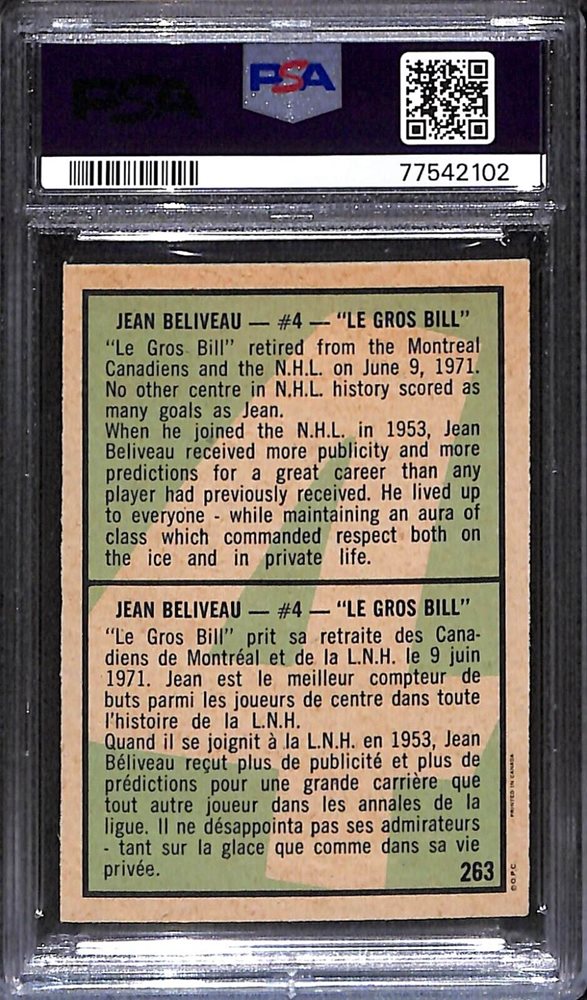 PSA
PSA
77542102
JEAN BELIVEAU — #4 — "LE GROS BILL"
"Le Gros Bill" retired from the Montreal
Canadiens and the N.H.L. on June 9, 1971.
No other centre in N.H.L. history scored as
many goals as Jean.
When he joined the N.H.L. in 1953, Jean
Beliveau received more publicity and more
predictions for a great career than any
player had previously received. He lived up
to everyone - while maintaining an aura of
class which commanded respect both on
the ice and in private life.
JEAN BELIVEAU — #4 — "LE GROS BILL"
"Le Gros Bill" prit sa retraite des Cana-
diens de Montréal et de la L.N.H. le 9 juin
1971. Jean est le meilleur compteur de
buts parmi les joueurs de centre dans toute
l'histoire de la L.N.H.
Quand il se joignit à la L.N.H. en 1953, Jean
Béliveau reçut plus de publicité et plus de
prédictions pour une grande carrière que
tout autre joueur dans les annales de la
ligue. Il ne désappointa pas ses admirateurs
- tant sur la glace que comme dans sa vie
privée.
263
© O.P.C.
PRINTED IN CANADA